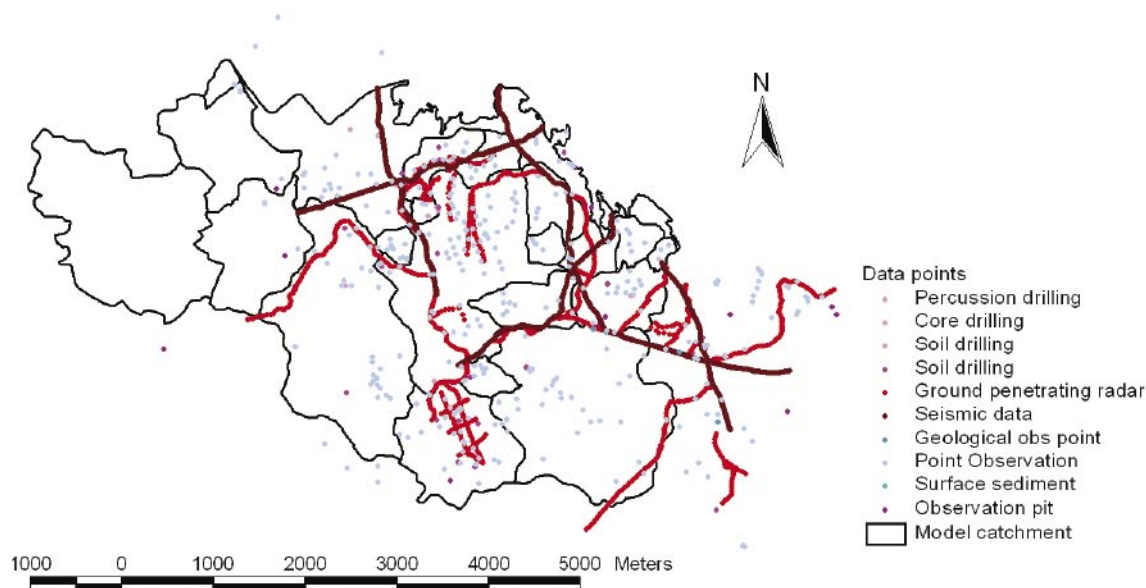 N
Data points
Percussion drilling
Core drilling
Soil drilling
Soil drilling
Ground penetrating radar
Seismic data
Geological obs point
Point Observation
Surface sediment
Observation pit
Model catchment
1000 0 1000 2000 3000 4000 5000 Meters